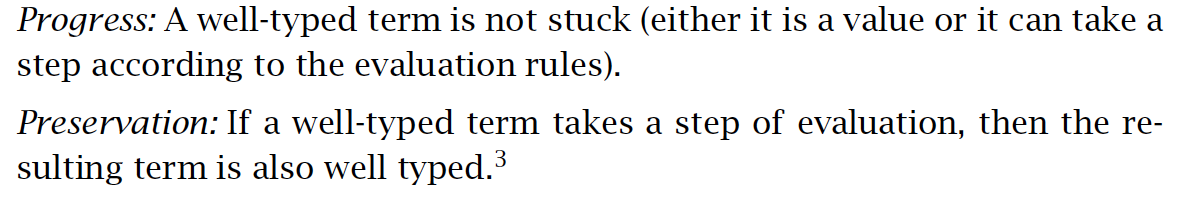 Progress: A well-typed term is not stuck (either it is a value or it can take a
step according to the evaluation rules).
Preservation: If a well-typed term takes a step of evaluation, then the re-
sulting term is also well typed.³